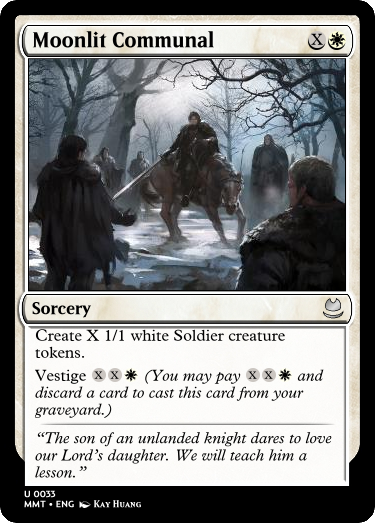 Moonlit Communal X
Sorcery
Create X 1/1 white Soldier creature
tokens.
Vestige X X (You may pay X X and
discard a card to cast this card from your
graveyard.)
“The son of an unlanded knight dares to love
our Lord’s daughter. We will teach him a
lesson.”
U 0033
MMT • ENG Kay Huang